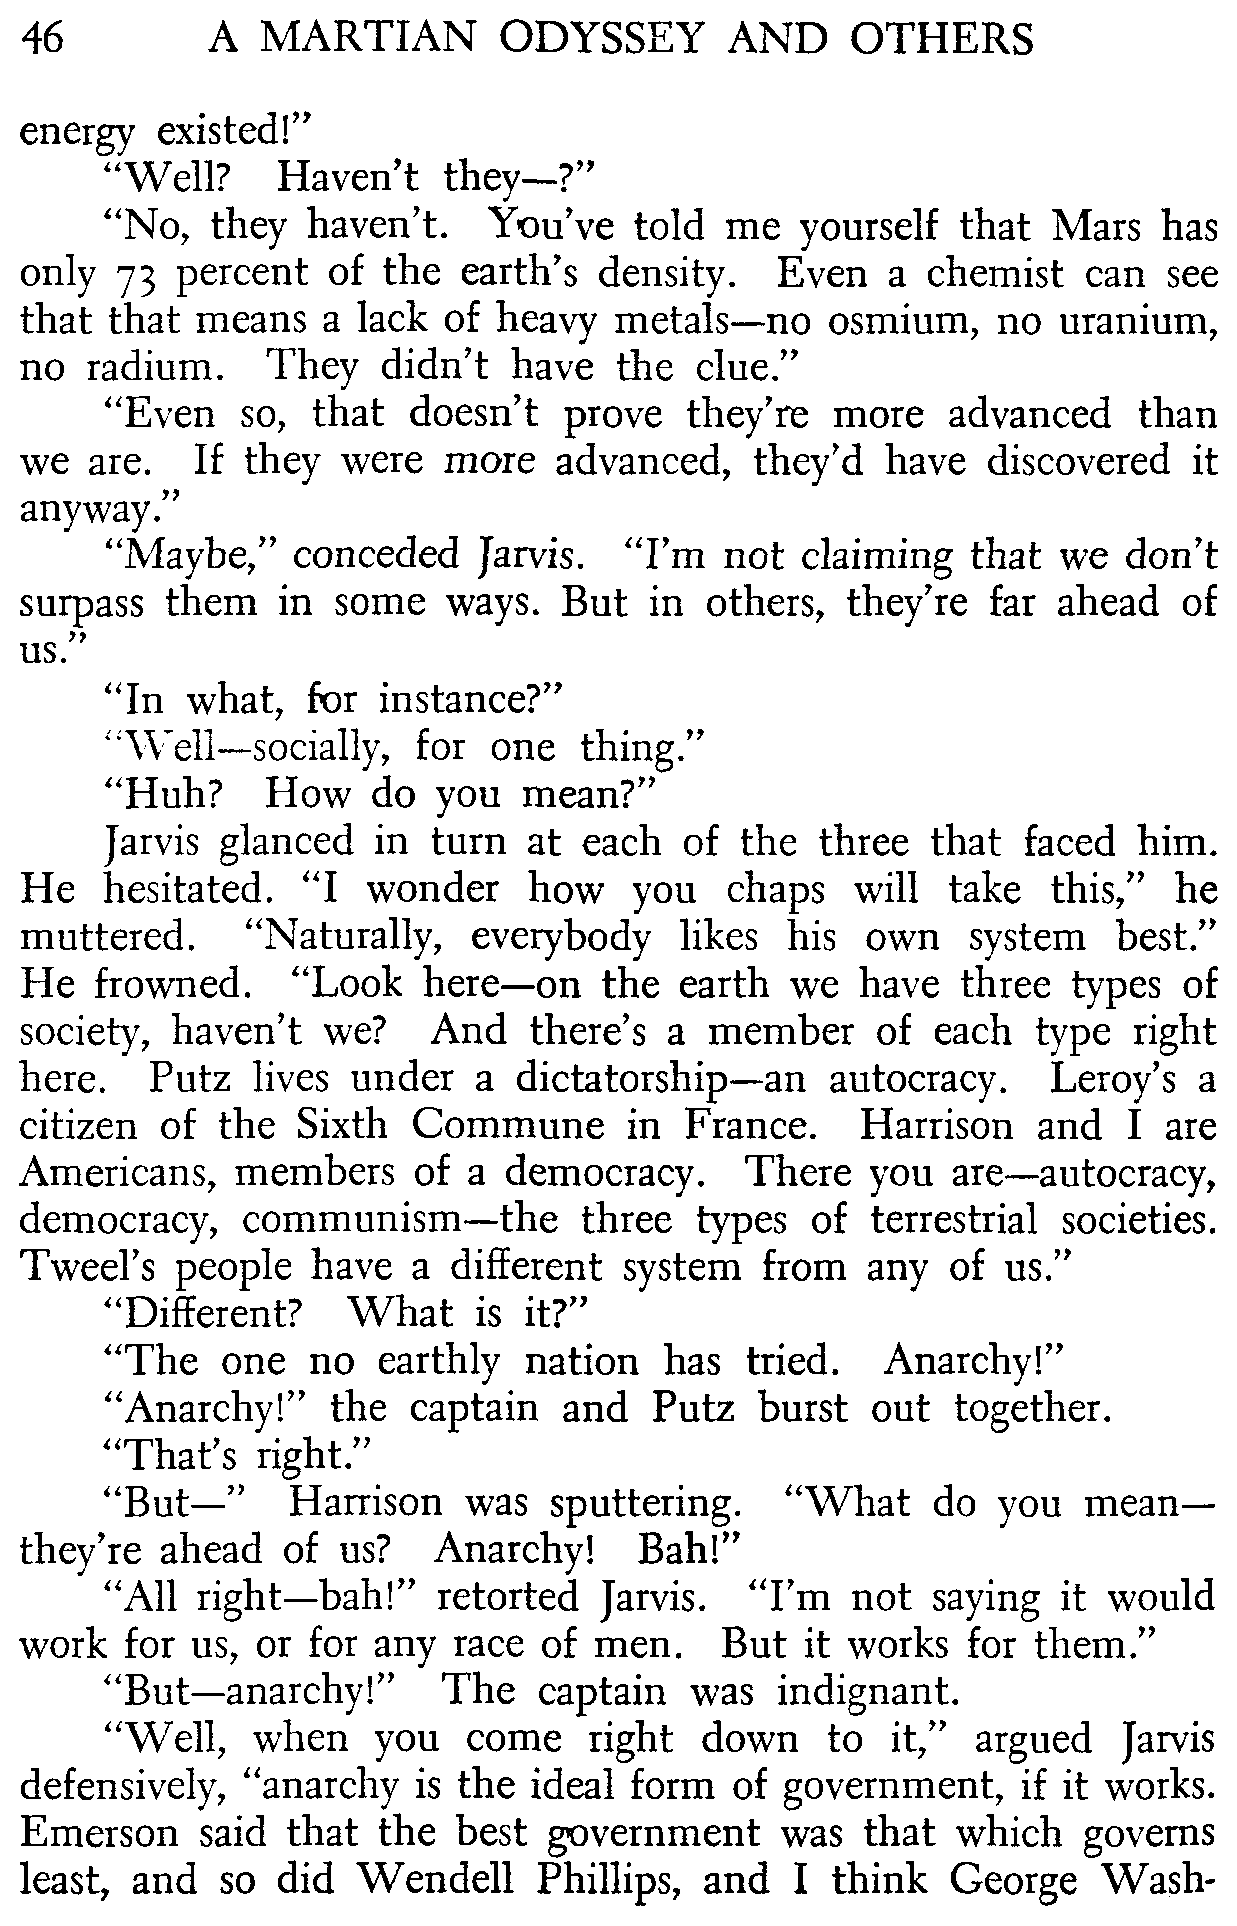 46 A MARTIAN ODYSSEY AND OTHERS
energy existed!”
“Well? Haven’t they—?”
“No, they haven’t. You’ve told me yourself that Mars has
only 73 percent of the earth’s density. Even a chemist can see
that that means a lack of heavy metals—no osmium, no uranium,
no radium. They didn’t have the clue.”
“Even so, that doesn’t prove they’re more advanced than
we are. If they were more advanced, they’d have discovered it
anyway.”
“Maybe,” conceded Jarvis. “I’m not claiming that we don’t
surpass them in some ways. But in others, they’re far ahead of
us.”
“In what, for instance?”
“Well—socially, for one thing.”
“Huh? How do you mean?”
Jarvis glanced in turn at each of the three that faced him.
He hesitated. “I wonder how you chaps will take this,” he
muttered. “Naturally, everybody likes his own system best.”
He frowned. “Look here—on the earth we have three types of
society, haven’t we? And there’s a member of each type right
here. Putz lives under a dictatorship—an autocracy. Leroy’s a
citizen of the Sixth Commune in France. Harrison and I are
Americans, members of a democracy. There you are—autocracy,
democracy, communism—the three types of terrestrial societies.
Tweel’s people have a different system from any of us.”
“Different? What is it?”
“The one no earthly nation has tried. Anarchy!”
“Anarchy!” the captain and Putz burst out together.
“That’s right.”
“But—” Harrison was sputtering. “What do you mean—
they’re ahead of us? Anarchy! Bah!”
“All right—bah!” retorted Jarvis. “I’m not saying it would
work for us, or for any race of men. But it works for them.”
“But—anarchy!” The captain was indignant.
“Well, when you come right down to it,” argued Jarvis
defensively, “anarchy is the ideal form of government, if it works.
Emerson said that the best government was that which governs
least, and so did Wendell Phillips, and I think George Wash-